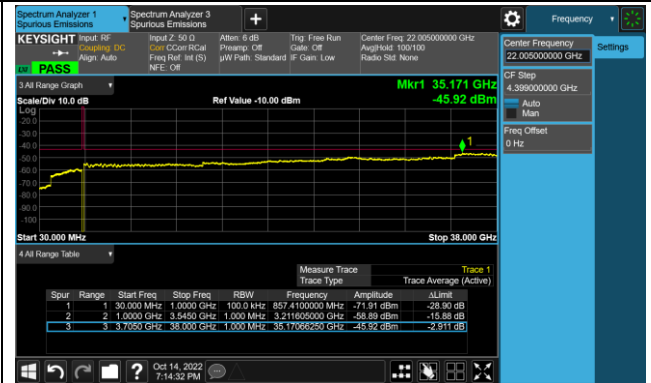 Spectrum Analyzer 1
Spurious Emissions
Spectrum Analyzer 3
Spurious Emissions
Frequency
KEYSIGHT
Input: RF
Coupling: DC
Align: Auto
Input Z: 50 Ω
Corr CCorr RCal
Freq Ref: Int (S)
NFE: Off
Atten: 6 dB
Preamp: Off
µW Path: Standard
Trig: Free Run
Gate: Off
IF Gain: Low
Center Freq: 22.005000000 GHz
Avg|Hold: 100/100
Radio Std: None
PASS
Center Frequency
22.005000000 GHz
Settings
CF Step
4.399000000 GHz
Auto
Man
Freq Offset
0 Hz
3 All Range Graph
Mkr1 35.171 GHz
Scale/Div 10.0 dB
Ref Value -10.00 dBm
-45.92 dBm
Log
-20.0
-30.0
-40.0
-50.0
-60.0
-70.0
-80.0
-90.0
-100
1
Start 30.000 MHz
Stop 38.000 GHz
4 All Range Table
Measure Trace Trace 1
Trace Type Trace Average (Active)
Spur Range Start Freq Stop Freq RBW Frequency Amplitude ΔLimit
1 1 30.000 MHz 1.0000 GHz 100.0 kHz 857.4100000 MHz -71.91 dBm -28.90 dB
2 2 1.0000 GHz 3.5450 GHz 1.000 MHz 3.211605000 GHz -58.89 dBm -15.88 dB
3 3 3.7050 GHz 38.000 GHz 1.000 MHz 35.17066250 GHz -45.92 dBm -2.911 dB
Oct 14, 2022
7:14:32 PM